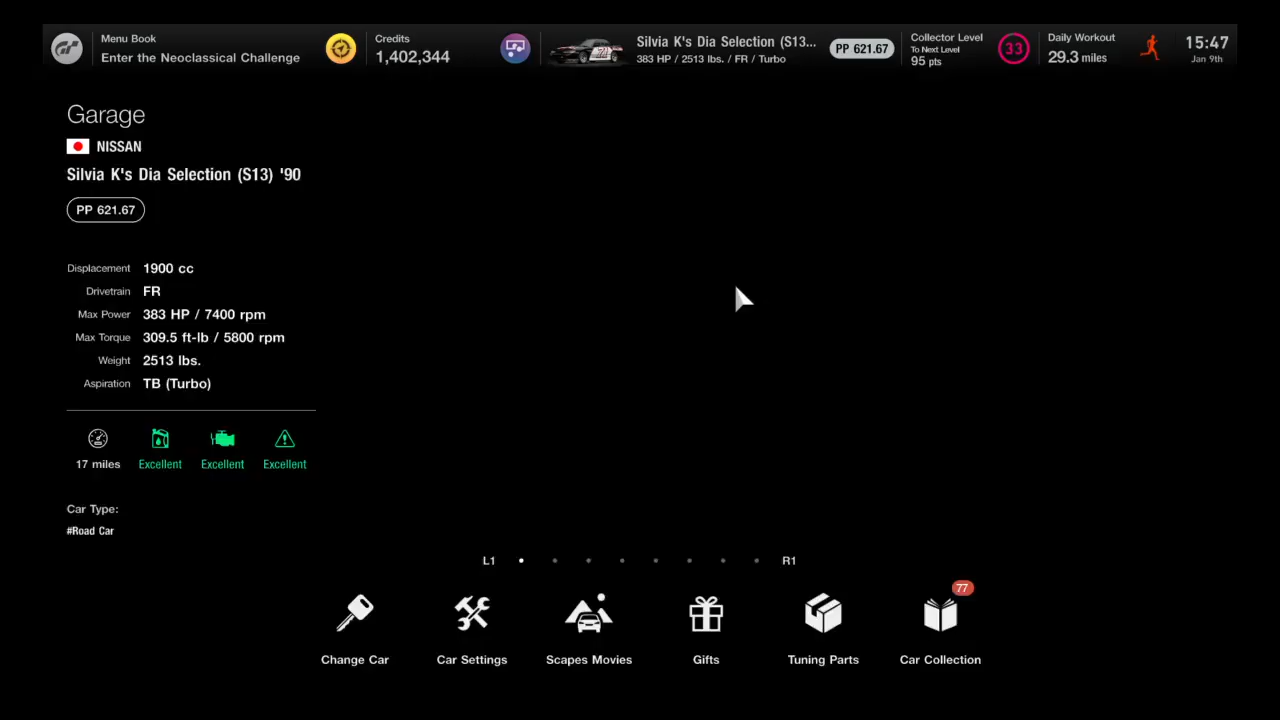 Menu Book
Enter the Neoclassical Challenge
Credits
1,402,344
Silvia K's Dia Selection (S13...
383 HP / 2513 lbs. / FR / Turbo
PP 621.67
Collector Level
To Next Level
95 pts
33
Daily Workout
29.3 miles
15:47
Jan 9th
Garage
NISSAN
Silvia K's Dia Selection (S13) '90
PP 621.67
Displacement 1900 cc
Drivetrain FR
Max Power 383 HP / 7400 rpm
Max Torque 309.5 ft-lb / 5800 rpm
Weight 2513 lbs.
Aspiration TB (Turbo)
17 miles Excellent Excellent Excellent
Car Type:
#Road Car
L1 R1
77
Change Car Car Settings Scapes Movies Gifts Tuning Parts Car Collection